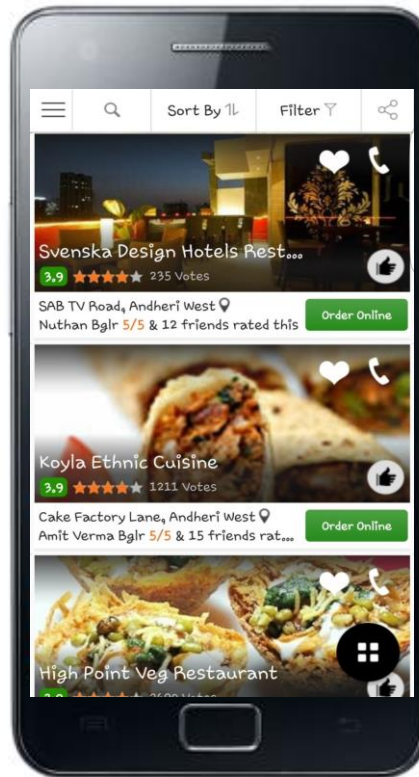 Sort By
Filter
Svenska Design Hotels Rest...
3.9 235 Votes
SAB TV Road, Andheri West
Nuthan Bglr 5/5 & 12 friends rated this
Order Online
Koyla Ethnic Cuisine
3.9 1211 Votes
Cake Factory Lane, Andheri West
Amit Verma Bglr 5/5 & 15 friends rat...
Order Online
High Point Veg Restaurant
Votes